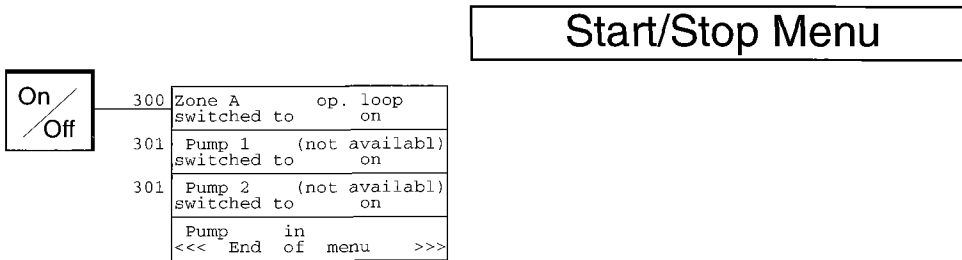 Start/Stop Menu
On/Off
300 Zone A op. loop
switched to on
301 Pump 1 (not availabl)
switched to on
301 Pump 2 (not availabl)
switched to on
Pump in
<<< End of menu >>>